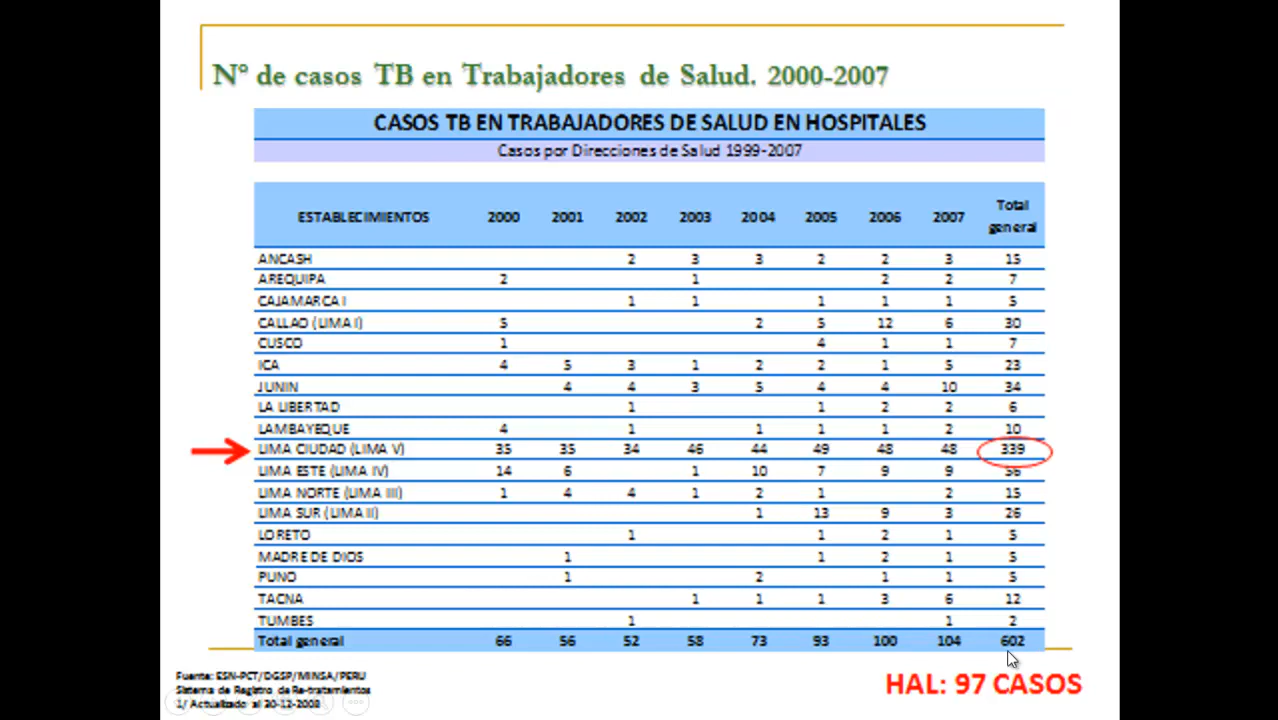 N° de casos TB en Trabajadores de Salud. 2000-2007
CASOS TB EN TRABAJADORES DE SALUD EN HOSPITALES
Casos por Direcciones de Salud 1999-2007
ESTABLECIMIENTOS 2000 2001 2002 2003 2004 2005 2006 2007 Total general
ANCASH 2 3 3 2 2 3 15
AREQUIPA 2 1 2 2 7
CAJAMARCA I 1 1 1 1 1 5
CALLAO (LIMA I) 5 2 5 12 6 30
CUSCO 1 4 1 1 7
ICA 4 5 3 1 2 2 1 5 23
JUNIN 4 4 3 5 4 4 10 34
LA LIBERTAD 1 1 2 2 6
LAMBAYEQUE 4 1 1 1 1 2 10
LIMA CIUDAD (LIMA V) 35 35 34 46 44 49 48 48 339
LIMA ESTE (LIMA IV) 14 6 1 10 7 9 9 56
LIMA NORTE (LIMA III) 1 4 4 1 2 1 2 15
LIMA SUR (LIMA II) 1 13 9 3 26
LORETO 1 1 2 1 5
MADRE DE DIOS 1 1 2 1 5
PUNO 1 2 1 1 5
TACNA 1 1 1 3 6 12
TUMBES 1 1 2
Total general 66 56 52 58 73 93 100 104 602
Fuente: ESN-PCT/DGSP/MINSA/PERU
Sistema de Registro de Re-tratamientos
1/ Actualizado al 30-12-2008
HAL: 97 CASOS